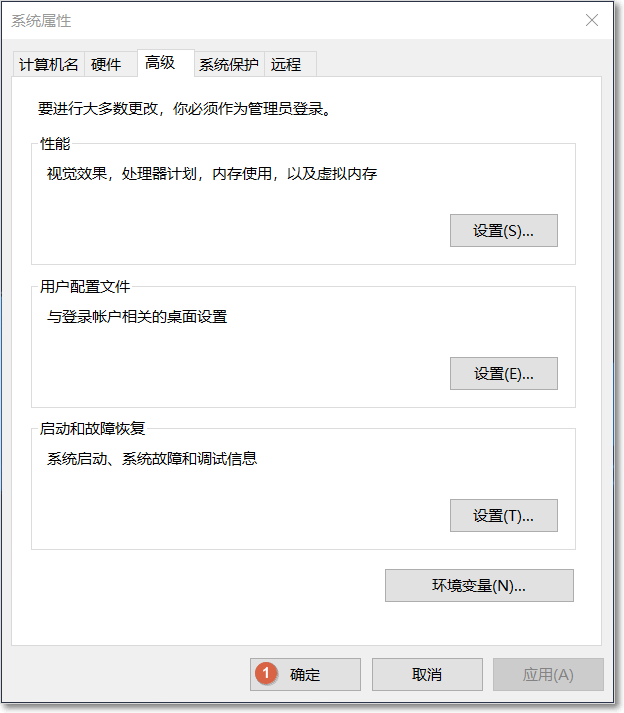 系统属性
计算机名 硬件 高级 系统保护 远程
要进行大多数更改，你必须作为管理员登录。
性能
视觉效果，处理器计划，内存使用，以及虚拟内存
设置(S)...
用户配置文件
与登录帐户相关的桌面设置
设置(E)...
启动和故障恢复
系统启动、系统故障和调试信息
设置(T)...
环境变量(N)...
1 确定 取消 应用(A)